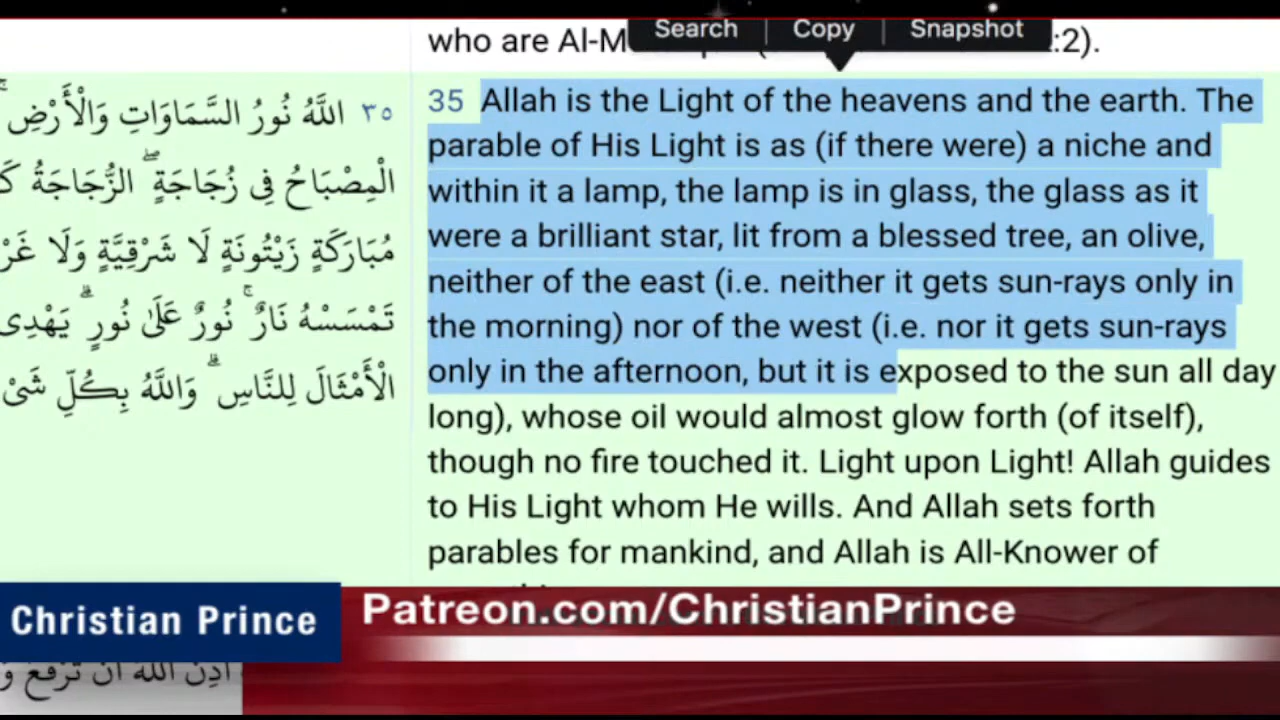 Search Copy Snapshot
who are Al-M :2).
٣٥ اللَّهُ نُورُ السَّمَاوَاتِ وَالْأَرْضِ ۚ
الْمِصْبَاحُ فِي زُجَاجَةٍ ۖ الزُّجَاجَةُ
مُبَارَكَةٍ زَيْتُونَةٍ لَا شَرْقِيَّةٍ وَلَا
تَمْسَسْهُ نَارٌ ۚ نُورٌ عَلَىٰ نُورٍ ۗ يَهْدِي
الْأَمْثَالَ لِلنَّاسِ ۗ وَاللَّهُ بِكُلِّ
35 Allah is the Light of the heavens and the earth. The
parable of His Light is as (if there were) a niche and
within it a lamp, the lamp is in glass, the glass as it
were a brilliant star, lit from a blessed tree, an olive,
neither of the east (i.e. neither it gets sun-rays only in
the morning) nor of the west (i.e. nor it gets sun-rays
only in the afternoon, but it is exposed to the sun all day
long), whose oil would almost glow forth (of itself),
though no fire touched it. Light upon Light! Allah guides
to His Light whom He wills. And Allah sets forth
parables for mankind, and Allah is All-Knower of
Christian Prince
Patreon.com/ChristianPrince